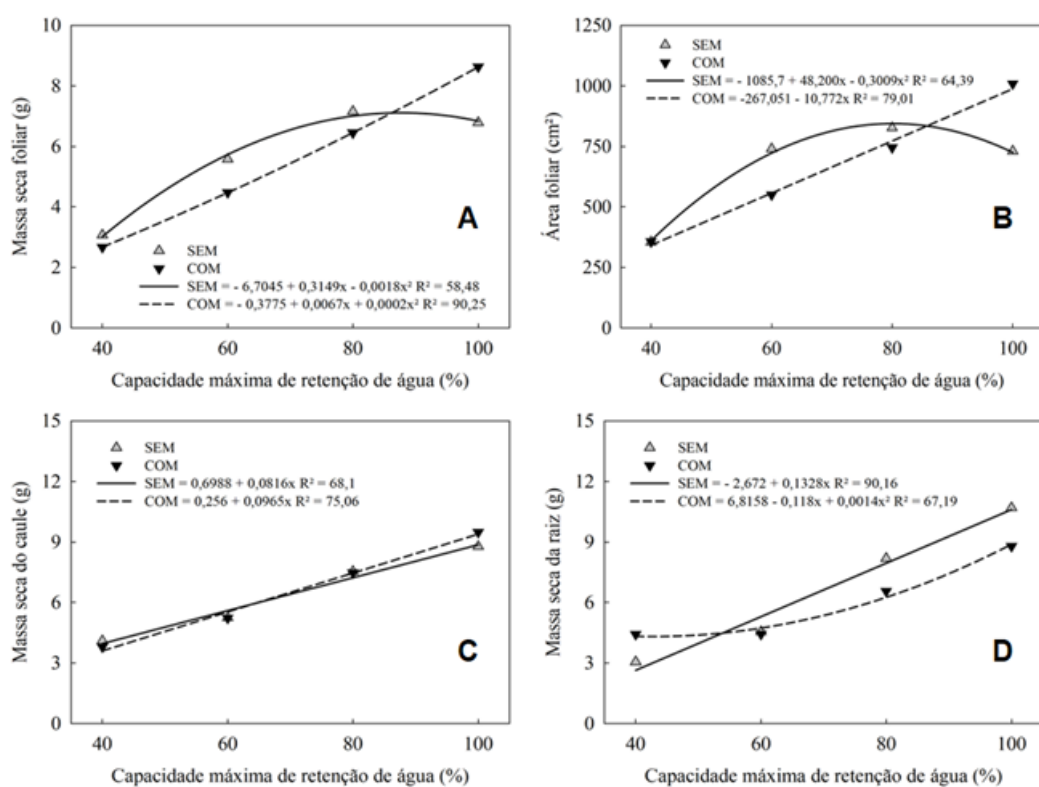 10
8
6
4
2
0
Massa seca foliar (g)
A
SEM
COM
SEM = - 6,7045 + 0,3149x - 0,0018x² R² = 58,48
COM = - 0,3775 + 0,0067x + 0,0002x² R² = 90,25
40 60 80 100
Capacidade máxima de retenção de água (%)
1250
1000
750
500
250
0
Área foliar (cm²)
SEM
COM
SEM = - 1085,7 + 48,200x - 0.3009x² R² = 64,39
COM = -267,051 - 10,772x R² = 79,01
B
40 60 80 100
Capacidade máxima de retenção de água (%)
15
12
9
6
3
0
Massa seca do caule (g)
SEM
COM
SEM = 0,6988 + 0,0816x R² = 68,1
COM = 0,256 + 0,0965x R² = 75,06
C
40 60 80 100
Capacidade máxima de retenção de água (%)
15
12
9
6
3
0
Massa seca da raiz (g)
SEM
COM
SEM = - 2,672 + 0,1328x R² = 90,16
COM = 6,8158 - 0,118x + 0,0014x² R² = 67,19
D
40 60 80 100
Capacidade máxima de retenção de água (%)